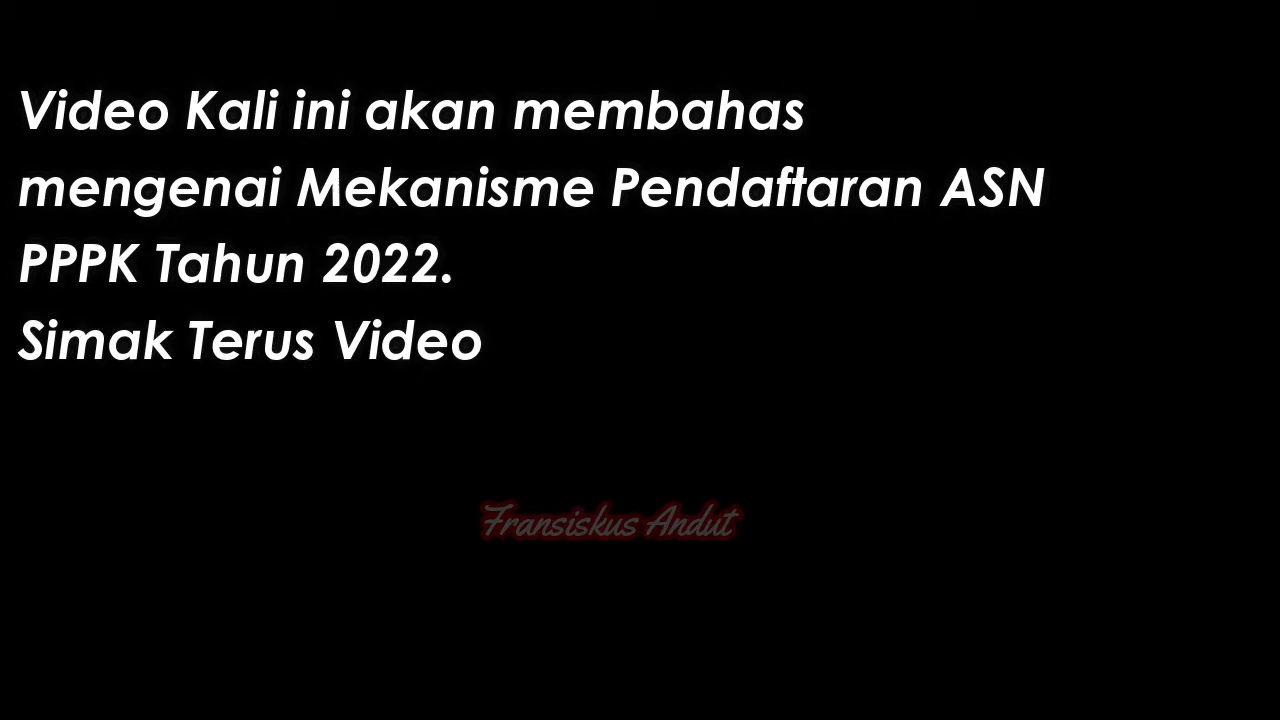 Video Kali ini akan membahas
mengenai Mekanisme Pendaftaran ASN
PPPK Tahun 2022.
Simak Terus Video
Fransiskus Andut